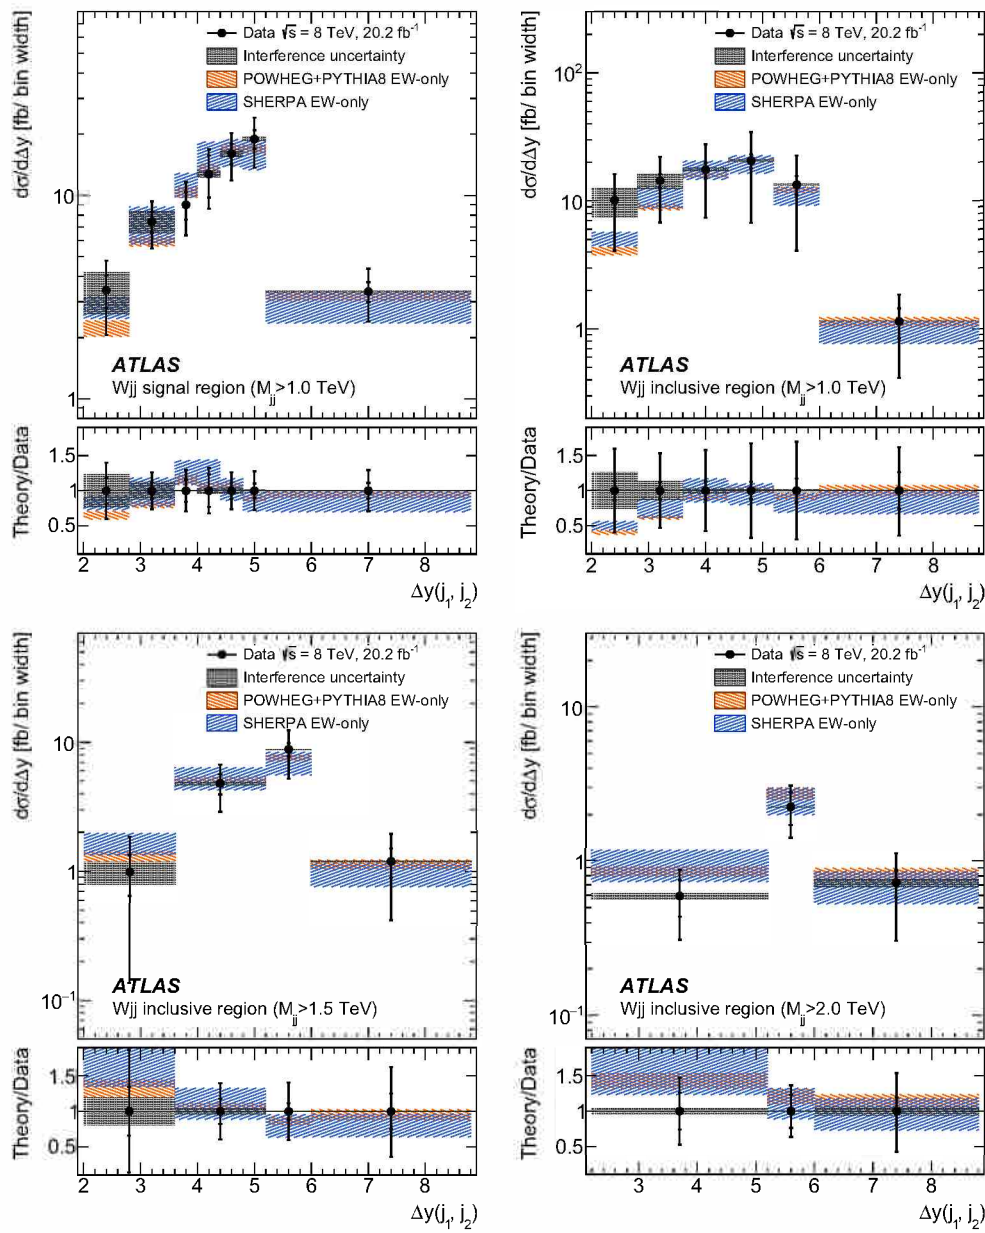 dσ/dΔy [fb/ bin width]
Data √s = 8 TeV, 20.2 fb⁻¹
Interference uncertainty
POWHEG+PYTHIA8 EW-only
SHERPA EW-only
10
1
ATLAS
Wjj signal region (M_jj>1.0 TeV)
Theory/Data
1.5
1
0.5
2 3 4 5 6 7 8
Δy(j₁, j₂)
dσ/dΔy [fb/ bin width]
Data √s = 8 TeV, 20.2 fb⁻¹
Interference uncertainty
POWHEG+PYTHIA8 EW-only
SHERPA EW-only
10²
10
1
ATLAS
Wjj inclusive region (M_jj>1.0 TeV)
Theory/Data
1.5
1
0.5
2 3 4 5 6 7 8
Δy(j₁, j₂)
dσ/dΔy [fb/ bin width]
Data √s = 8 TeV, 20.2 fb⁻¹
Interference uncertainty
POWHEG+PYTHIA8 EW-only
SHERPA EW-only
10
1
10⁻¹
ATLAS
Wjj inclusive region (M_jj>1.5 TeV)
Theory/Data
1.5
1
0.5
2 3 4 5 6 7 8
Δy(j₁, j₂)
dσ/dΔy [fb/ bin width]
Data √s = 8 TeV, 20.2 fb⁻¹
Interference uncertainty
POWHEG+PYTHIA8 EW-only
SHERPA EW-only
10
1
10⁻¹
ATLAS
Wjj inclusive region (M_jj>2.0 TeV)
Theory/Data
1.5
1
0.5
3 4 5 6 7 8
Δy(j₁, j₂)